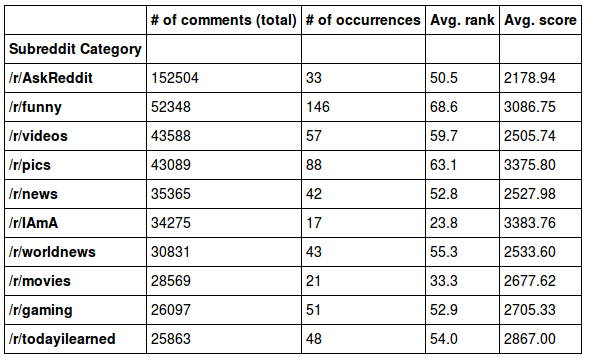 # of comments (total) # of occurrences Avg. rank Avg. score
Subreddit Category
/r/AskReddit 152504 33 50.5 2178.94
/r/funny 52348 146 68.6 3086.75
/r/videos 43588 57 59.7 2505.74
/r/pics 43089 88 63.1 3375.80
/r/news 35365 42 52.8 2527.98
/r/IAmA 34275 17 23.8 3383.76
/r/worldnews 30831 43 55.3 2533.60
/r/movies 28569 21 33.3 2677.62
/r/gaming 26097 51 52.9 2705.33
/r/todayilearned 25863 48 54.0 2867.00